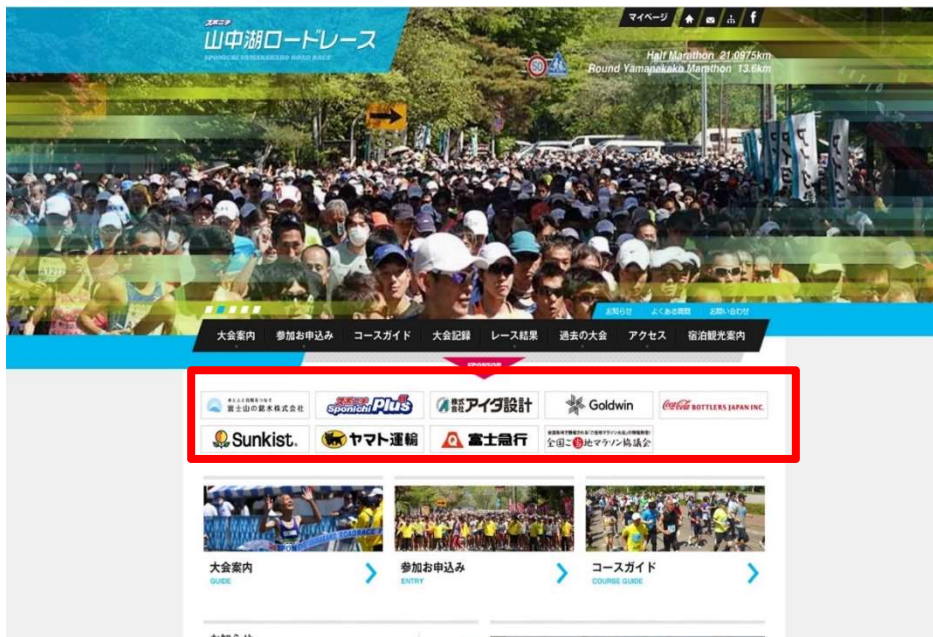 スポニチ
山中湖ロードレース
SPONICHI YAMANAKAKO ROAD RACE
マイページ
f
Half Marathon 21.0975km
Round Yamanakako Marathon 13.6km
50
お知らせ よくある質問 お問い合わせ
大会案内 参加お申込み コースガイド 大会記録 レース結果 過去の大会 アクセス 宿泊観光案内
SPONSOR
富士山の銘水株式会社
スポニチ
Sponichi Plus
株式会社アイダ設計
Goldwin
Coca-Cola BOTTLERS JAPAN INC.
Sunkist.
ヤマト運輸
富士急行
全国ご当地マラソン協議会
大会案内
GUIDE
参加お申込み
ENTRY
コースガイド
COURSE GUIDE